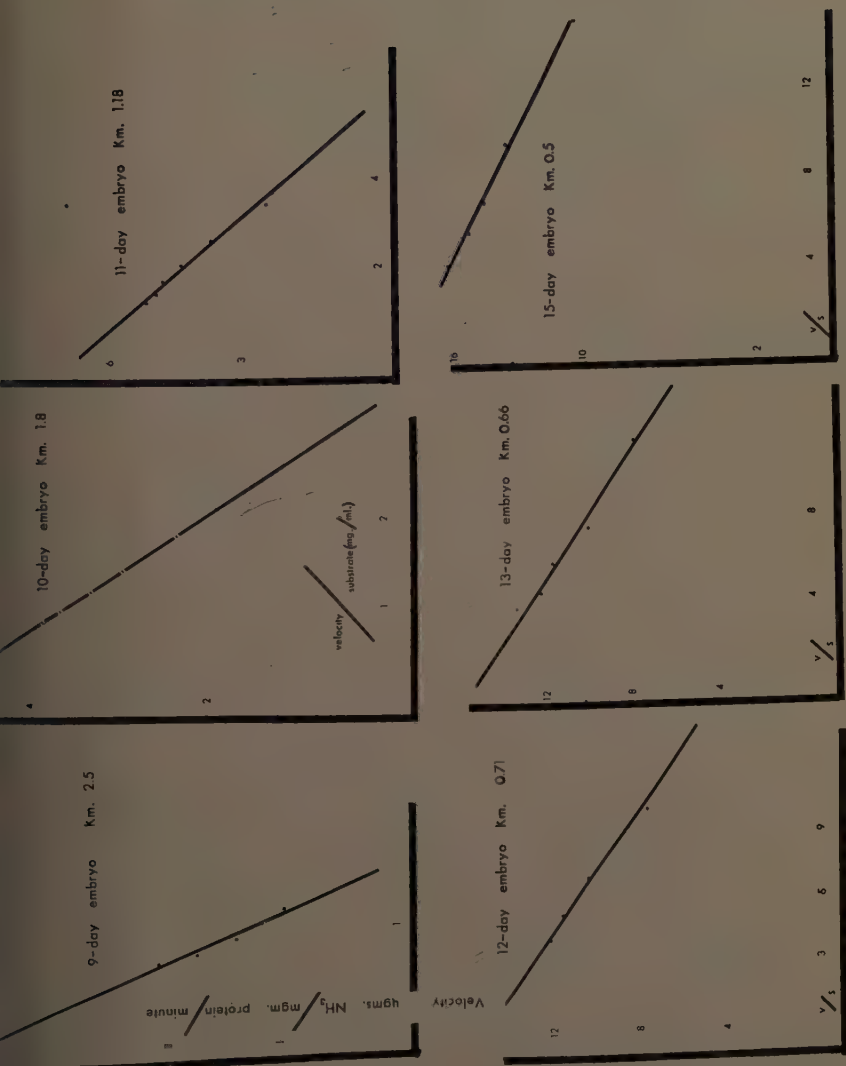 9-day embryo Km. 2.5
1
Velocity µgms. NH₃/mgm. protein/minute
10-day embryo Km. 1.8
4
2
velocity/substrate(mg./ml.)
1 2
11-day embryo Km. 1.18
6
3
2 4
12-day embryo Km. 0.71
12
8
4
v/s 3 6 9
13-day embryo Km. 0.66
12
8
4
v/s 4 8
15-day embryo Km. 0.5
16
10
2
v/s 4 8 12